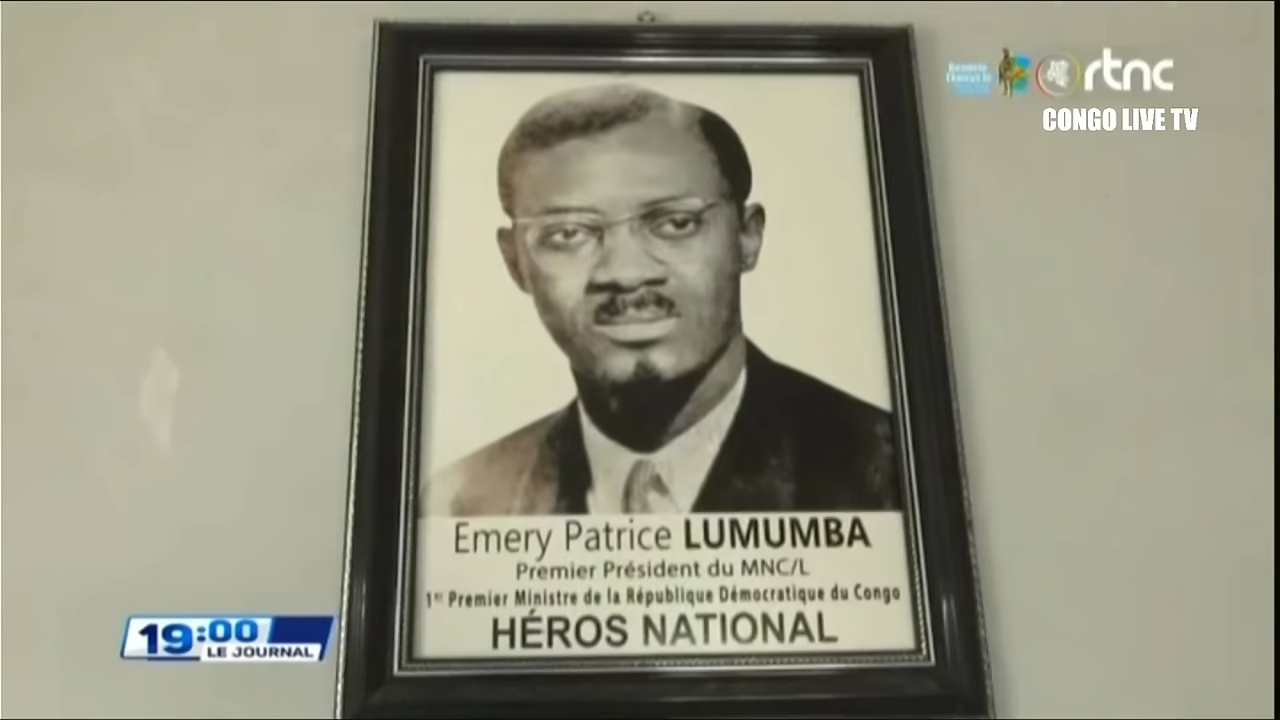 rtnc
CONGO LIVE TV
Emery Patrice LUMUMBA
Premier Président du MNC/L
1er Premier Ministre de la République Démocratique du Congo
HÉROS NATIONAL
19:00
LE JOURNAL